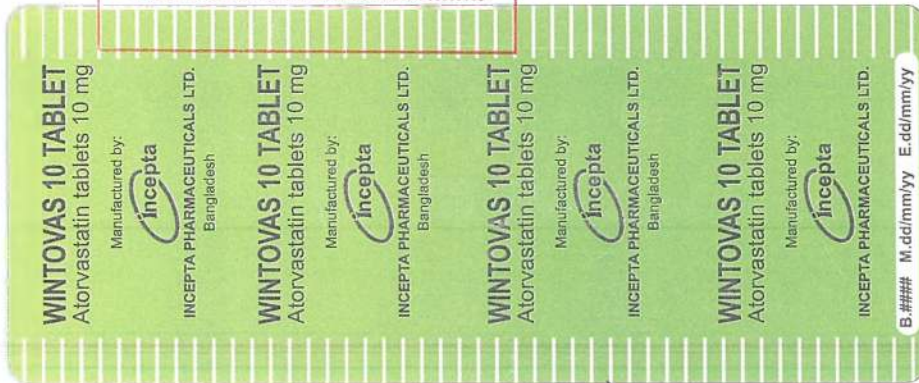 WINTOVAS 10 TABLET
Atorvastatin tablets 10 mg
Manufactured by:
incepta
INCEPTA PHARMACEUTICALS LTD.
Bangladesh
WINTOVAS 10 TABLET
Atorvastatin tablets 10 mg
Manufactured by:
incepta
INCEPTA PHARMACEUTICALS LTD.
Bangladesh
WINTOVAS 10 TABLET
Atorvastatin tablets 10 mg
Manufactured by:
incepta
INCEPTA PHARMACEUTICALS LTD.
Bangladesh
WINTOVAS 10 TABLET
Atorvastatin tablets 10 mg
Manufactured by:
incepta
INCEPTA PHARMACEUTICALS LTD.
B.#### M.dd/mm/yy E.dd/mm/yy